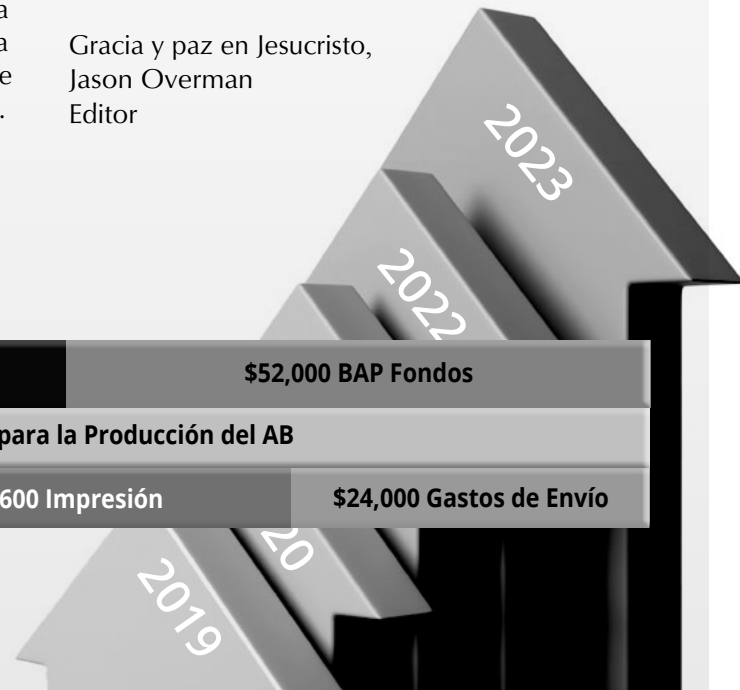 a
a
e
.
Gracia y paz en Jesucristo,
Jason Overman
Editor
2023
2022
$52,000 BAP Fondos
para la Producción del AB
600 Impresión
$24,000 Gastos de Envío
20
2019